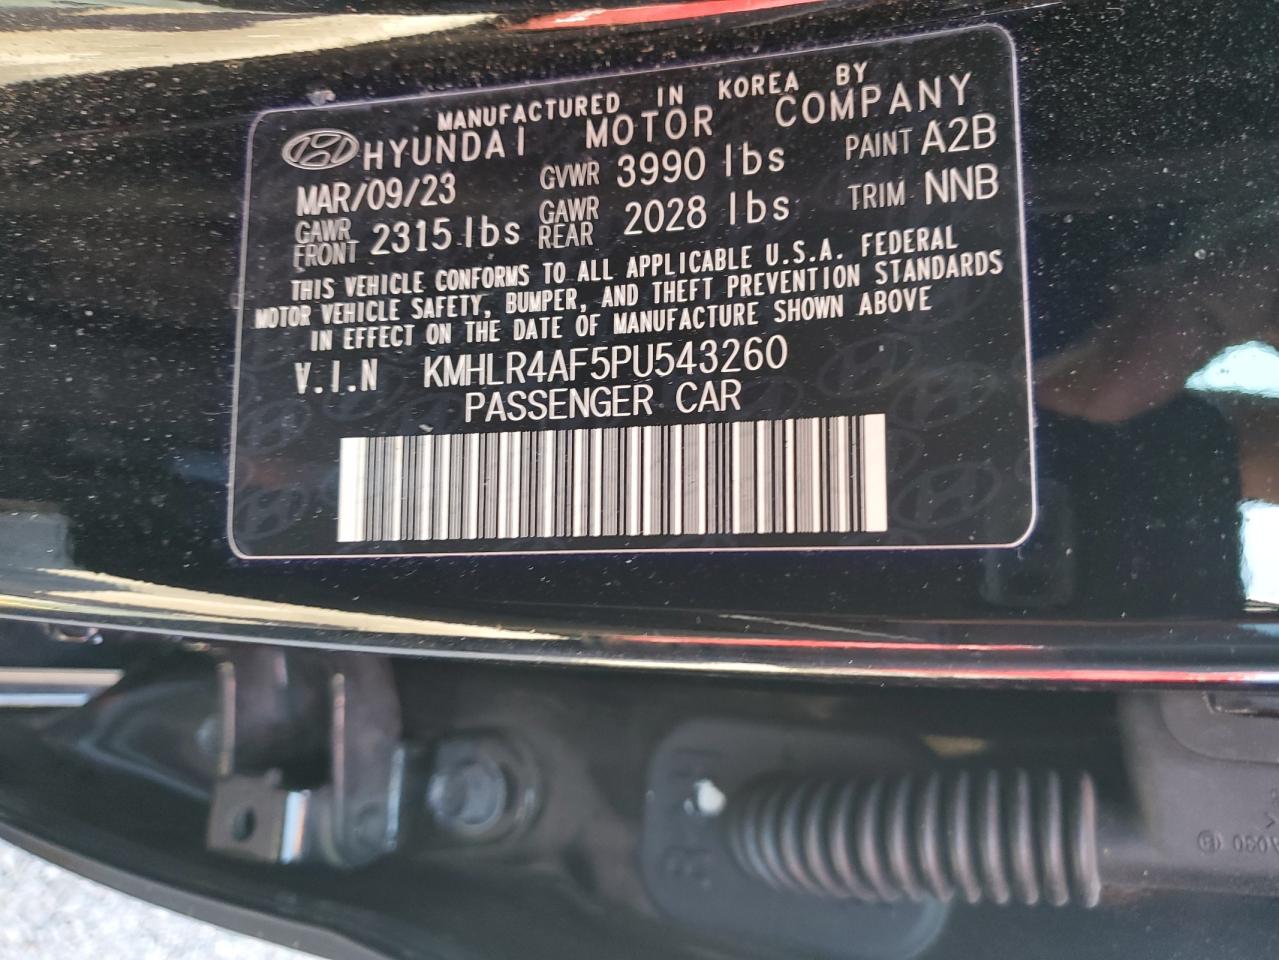 MANUFACTURED IN KOREA BY
HYUNDAI MOTOR COMPANY
MAR/09/23 GVWR 3990 lbs PAINT A2B
GAWR FRONT 2315 lbs GAWR REAR 2028 lbs TRIM NNB
THIS VEHICLE CONFORMS TO ALL APPLICABLE U.S.A. FEDERAL
MOTOR VEHICLE SAFETY, BUMPER, AND THEFT PREVENTION STANDARDS
IN EFFECT ON THE DATE OF MANUFACTURE SHOWN ABOVE
V.I.N KMHLR4AF5PU543260
PASSENGER CAR